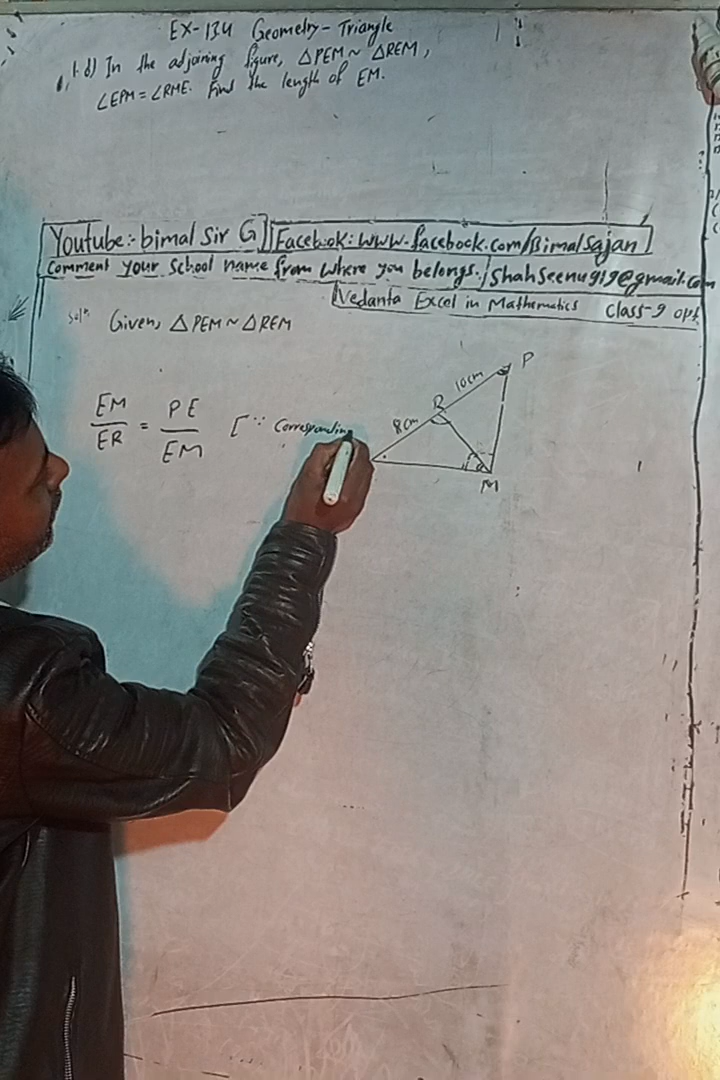 EX-13.4 Geometry- Triangle
1.d) In the adjoining figure, △PEM ~ △REM,
∠EPM = ∠RME. Find the length of EM.
Youtube:- bimal Sir G
Facebook: www.facebook.com/Bimalsajan
Comment your School name from where you belongs.
Shahseenu919@gmail.com
Vedanta Excel in Mathematics Class-9 opt
Solⁿ Given, △PEM ~ △REM
EM/ER = PE/EM [∵ Corresponding
P
10cm
R
8cm
M